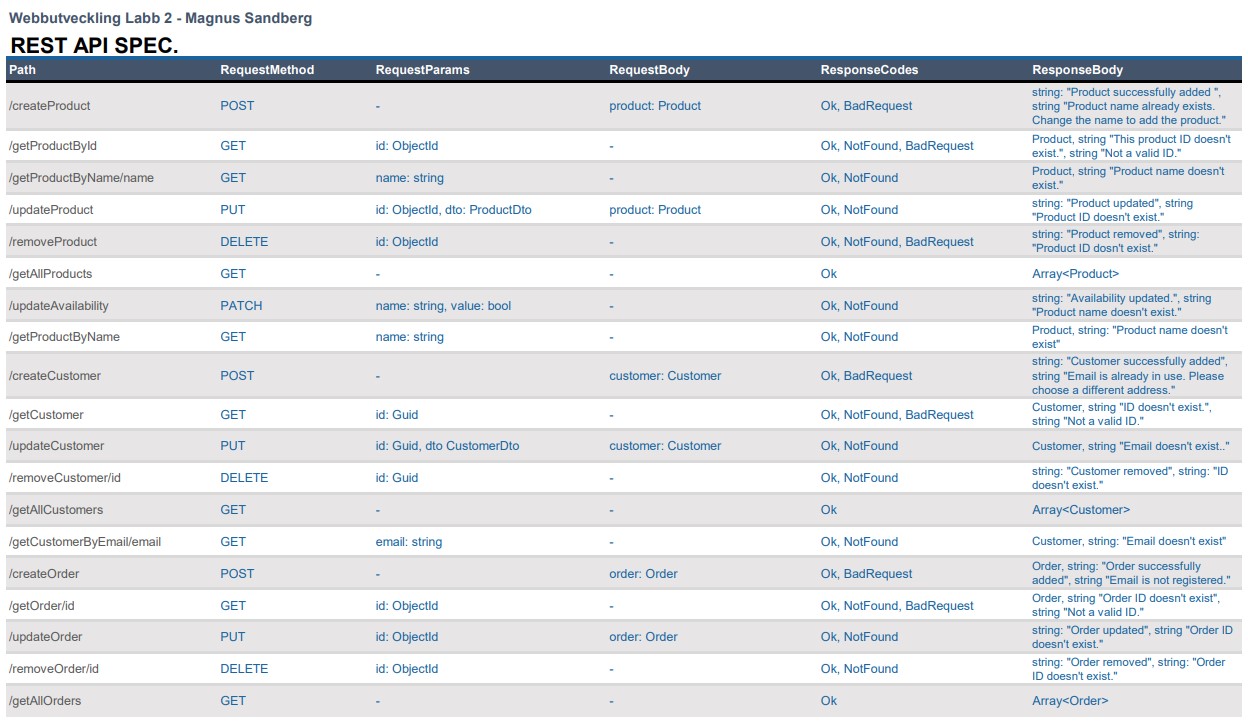 Webbutveckling Labb 2 - Magnus Sandberg
REST API SPEC.
Path RequestMethod RequestParams RequestBody ResponseCodes ResponseBody
/createProduct POST - product: Product Ok, BadRequest string: "Product successfully added ",
string "Product name already exists.
Change the name to add the product."
/getProductById GET id: ObjectId - Ok, NotFound, BadRequest Product, string "This product ID doesn't
exist.", string "Not a valid ID."
/getProductByName/name GET name: string - Ok, NotFound Product, string "Product name doesn't
exist."
/updateProduct PUT id: ObjectId, dto: ProductDto product: Product Ok, NotFound string: "Product updated", string
"Product ID doesn't exist."
/removeProduct DELETE id: ObjectId - Ok, NotFound, BadRequest string: "Product removed", string:
"Product ID dosn't exist."
/getAllProducts GET - - Ok Array<Product>
/updateAvailability PATCH name: string, value: bool - Ok, NotFound string: "Availability updated.", string
"Product name doesn't exist."
/getProductByName GET name: string - Ok, NotFound Product, string: "Product name doesn't
exist"
/createCustomer POST - customer: Customer Ok, BadRequest string: "Customer successfully added",
string "Email is already in use. Please
choose a different address."
/getCustomer GET id: Guid - Ok, NotFound, BadRequest Customer, string "ID doesn't exist.",
string "Not a valid ID."
/updateCustomer PUT id: Guid, dto CustomerDto customer: Customer Ok, NotFound Customer, string "Email doesn't exist.."
/removeCustomer/id DELETE id: Guid - Ok, NotFound string: "Customer removed", string: "ID
doesn't exist."
/getAllCustomers GET - - Ok Array<Customer>
/getCustomerByEmail/email GET email: string - Ok, NotFound Customer, string: "Email doesn't exist"
/createOrder POST - order: Order Ok, BadRequest Order, string: "Order successfully
added", string "Email is not registered."
/getOrder/id GET id: ObjectId - Ok, NotFound, BadRequest Order, string "Order ID doesn't exist",
string "Not a valid ID."
/updateOrder PUT id: ObjectId order: Order Ok, NotFound string: "Order updated", string "Order ID
doesn't exist."
/removeOrder/id DELETE id: ObjectId - Ok, NotFound string: "Order removed", string: "Order
ID doesn't exist."
/getAllOrders GET - - Ok Array<Order>